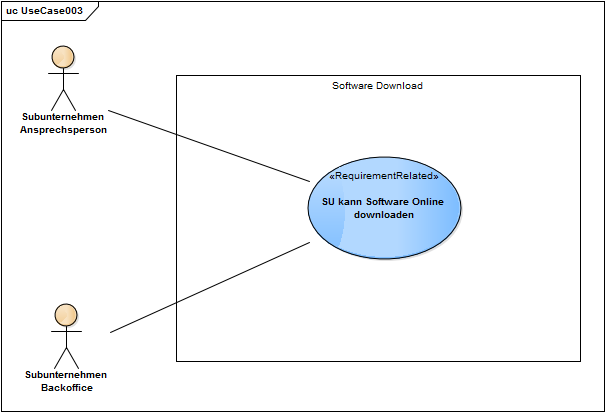 uc UseCase003
Software Download
Subunternehmen
Ansprechsperson
«RequirementRelated»
SU kann Software Online
downloaden
Subunternehmen
Backoffice